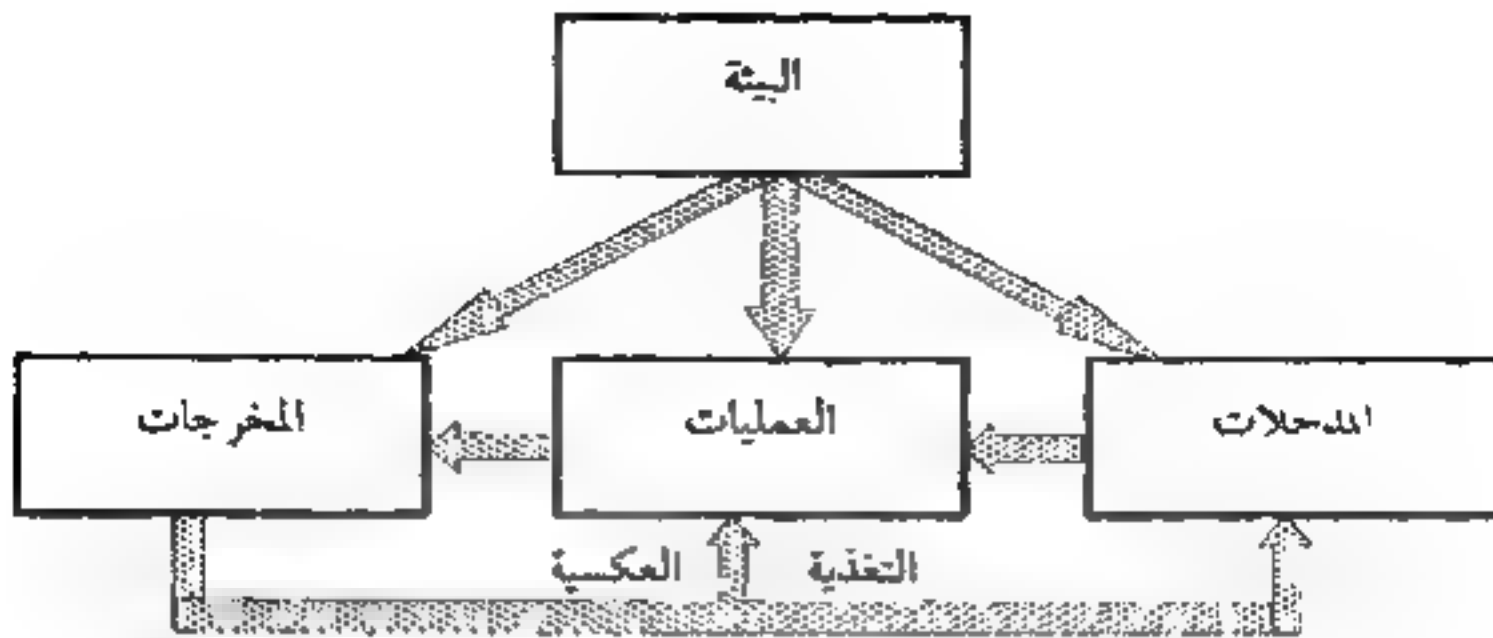 البيئة
المدخلات
العمليات
المخرجات
التغذية العكسية